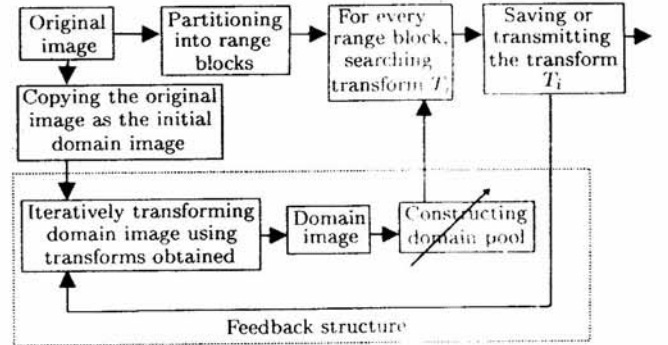 Original
image
Partitioning
into range
blocks
For every
range block,
searching
transform T_i
Saving or
transmitting
the transform
T_i
Copying the original
image as the initial
domain image
Iteratively transforming
domain image using
transforms obtained
Domain
image
Constructing
domain pool
Feedback structure